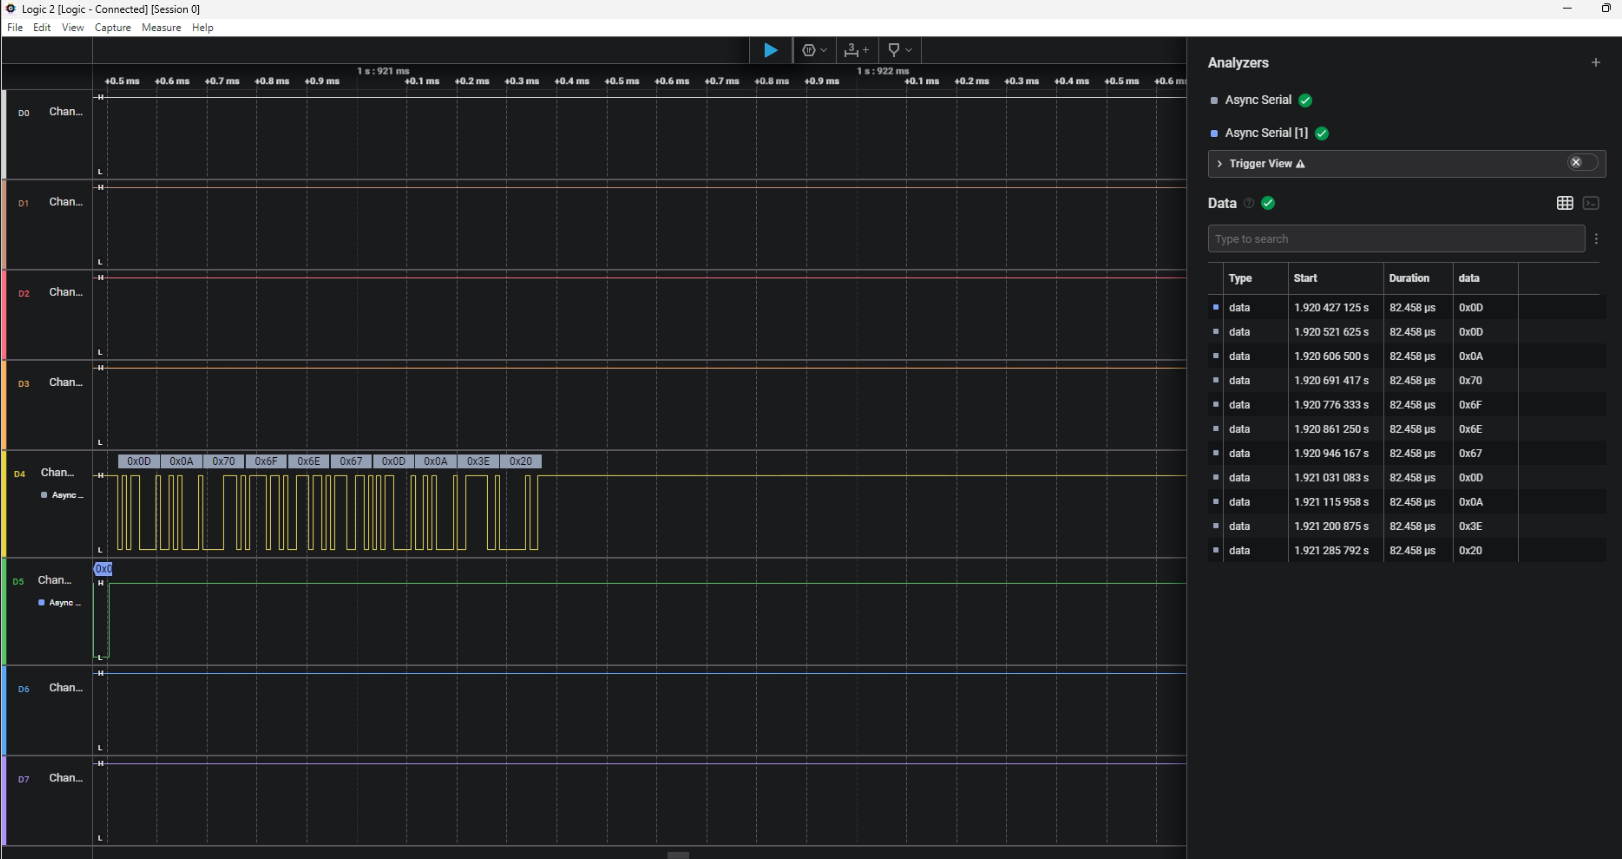 Logic 2 [Logic - Connected] [Session 0]
File Edit View Capture Measure Help
3 +
1 s : 921 ms 1 s : 922 ms
+0.5 ms +0.6 ms +0.7 ms +0.8 ms +0.9 ms +0.1 ms +0.2 ms +0.3 ms +0.4 ms +0.5 ms +0.6 ms +0.7 ms +0.8 ms +0.9 ms +0.1 ms +0.2 ms +0.3 ms +0.4 ms +0.5 ms +0.6 m
H
D0 Chan...
L
H
D1 Chan...
L
H
D2 Chan...
L
H
D3 Chan...
L
0x0D 0x0A 0x70 0x6F 0x6E 0x67 0x0D 0x0A 0x3E 0x20
D4 Chan... H
Async ...
L
0x0
D5 Chan... H
Async ...
L
H
D6 Chan...
L
H
D7 Chan...
L
Analyzers +
Async Serial
Async Serial [1]
Trigger View
Data
Type to search
Type Start Duration data
data 1.920 427 125 s 82.458 µs 0x0D
data 1.920 521 625 s 82.458 µs 0x0D
data 1.920 606 500 s 82.458 µs 0x0A
data 1.920 691 417 s 82.458 µs 0x70
data 1.920 776 333 s 82.458 µs 0x6F
data 1.920 861 250 s 82.458 µs 0x6E
data 1.920 946 167 s 82.458 µs 0x67
data 1.921 031 083 s 82.458 µs 0x0D
data 1.921 115 958 s 82.458 µs 0x0A
data 1.921 200 875 s 82.458 µs 0x3E
data 1.921 285 792 s 82.458 µs 0x20